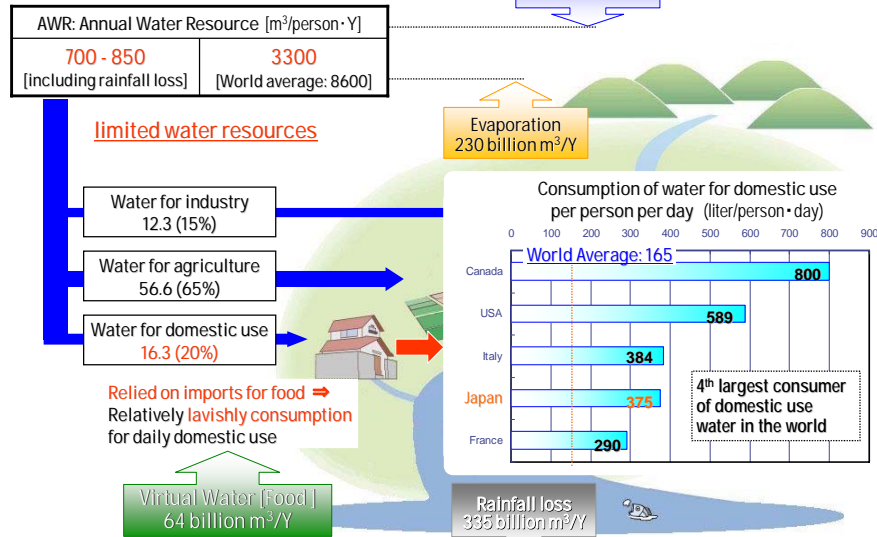 AWR: Annual Water Resource [m³/person・Y]
700 - 850
[including rainfall loss]
3300
[World average: 8600]
limited water resources
Evaporation
230 billion m³/Y
Water for industry
12.3 (15%)
Water for agriculture
56.6 (65%)
Water for domestic use
16.3 (20%)
Relied on imports for food ⇒
Relatively lavishly consumption
for daily domestic use
Virtual Water [Food ]
64 billion m³/Y
Consumption of water for domestic use
per person per day (liter/person・day)
0 100 200 300 400 500 600 700 800 900
World Average: 165
Canada 800
USA 589
Italy 384
Japan 375
France 290
4th largest consumer
of domestic use
water in the world
Rainfall loss
335 billion m³/Y